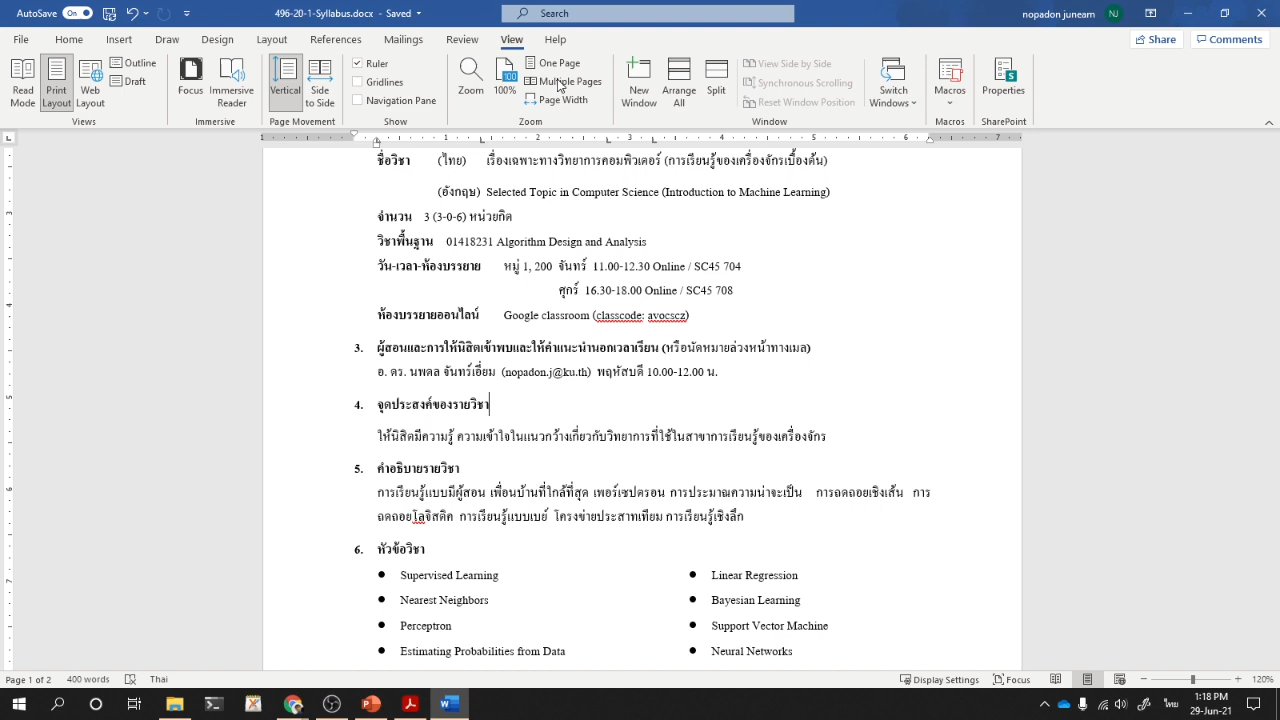 AutoSave On 496-20-1-Syllabus.docx - Saving... Search nopadon juneam NJ
File Home Insert Draw Design Layout References Mailings Review View Help Share Comments
Read Mode Print Layout Web Layout Outline Draft Focus Immersive Reader Vertical Side to Side Ruler Gridlines Navigation Pane Zoom 100% One Page Multiple Pages Page Width New Window Arrange All Split View Side by Side Synchronous Scrolling Reset Window Position Switch Windows Macros Properties
Views Immersive Page Movement Show Zoom Window Macros SharePoint
1 1 2 3 4 5 6 7
ชื่อวิชา (ไทย) เรื่องเฉพาะทางวิทยาการคอมพิวเตอร์ (การเรียนรู้ของเครื่องจักรเบื้องต้น)
(อังกฤษ) Selected Topic in Computer Science (Introduction to Machine Learning)
จำนวน 3 (3-0-6) หน่วยกิต
วิชาพื้นฐาน 01418231 Algorithm Design and Analysis
วัน-เวลา-ห้องบรรยาย หมู่ 1, 200 จันทร์ 11.00-12.30 Online / SC45 704
ศุกร์ 16.30-18.00 Online / SC45 708
ห้องบรรยายออนไลน์ Google classroom (classcode: avocscz)
3. ผู้สอนและการให้นิสิตเข้าพบและให้คำแนะนำนอกเวลาเรียน (หรือนัดหมายล่วงหน้าทางเมล)
อ. ดร. นพดล จันทร์เอี่ยม (nopadon.j@ku.th) พฤหัสบดี 10.00-12.00 น.
4. จุดประสงค์ของรายวิชา
ให้นิสิตมีความรู้ ความเข้าใจในแนวกว้างเกี่ยวกับวิทยาการที่ใช้ในสาขาการเรียนรู้ของเครื่องจักร
5. คำอธิบายรายวิชา
การเรียนรู้แบบมีผู้สอน เพื่อนบ้านที่ใกล้ที่สุด เพอร์เซปตรอน การประมาณความน่าจะเป็น การถดถอยเชิงเส้น การ
ถดถอยโลจิสติค การเรียนรู้แบบเบย์ โครงข่ายประสาทเทียม การเรียนรู้เชิงลึก
6. หัวข้อวิชา
● Supervised Learning ● Linear Regression
● Nearest Neighbors ● Bayesian Learning
● Perceptron ● Support Vector Machine
● Estimating Probabilities from Data ● Neural Networks
Page 1 of 2 400 words Thai Display Settings Focus 120%
ไทย 1:18 PM
29-Jun-21